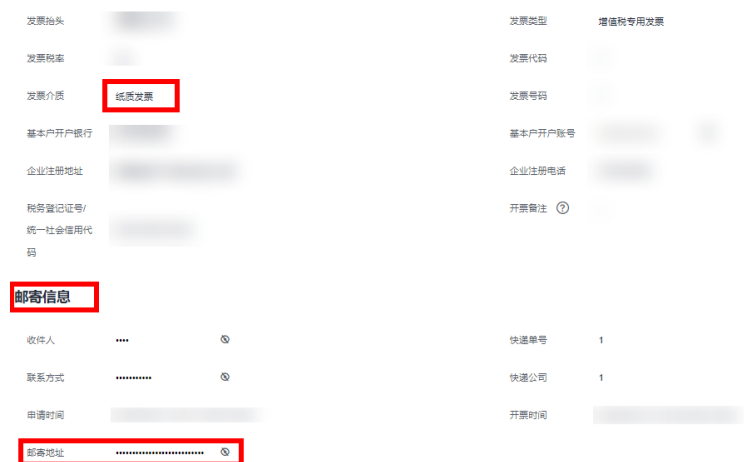 发票抬头 发票类型 增值税专用发票
发票税率 发票代码
发票介质 纸质发票 发票号码
基本户开户银行 基本户开户账号
企业注册地址 企业注册电话
税务登记证号/ 开票备注 ?
统一社会信用代
码
邮寄信息
收件人 •••• 快递单号 1
联系方式 ••••••••••• 快递公司 1
申请时间 开票时间
邮寄地址 ••••••••••••••••••••••••••